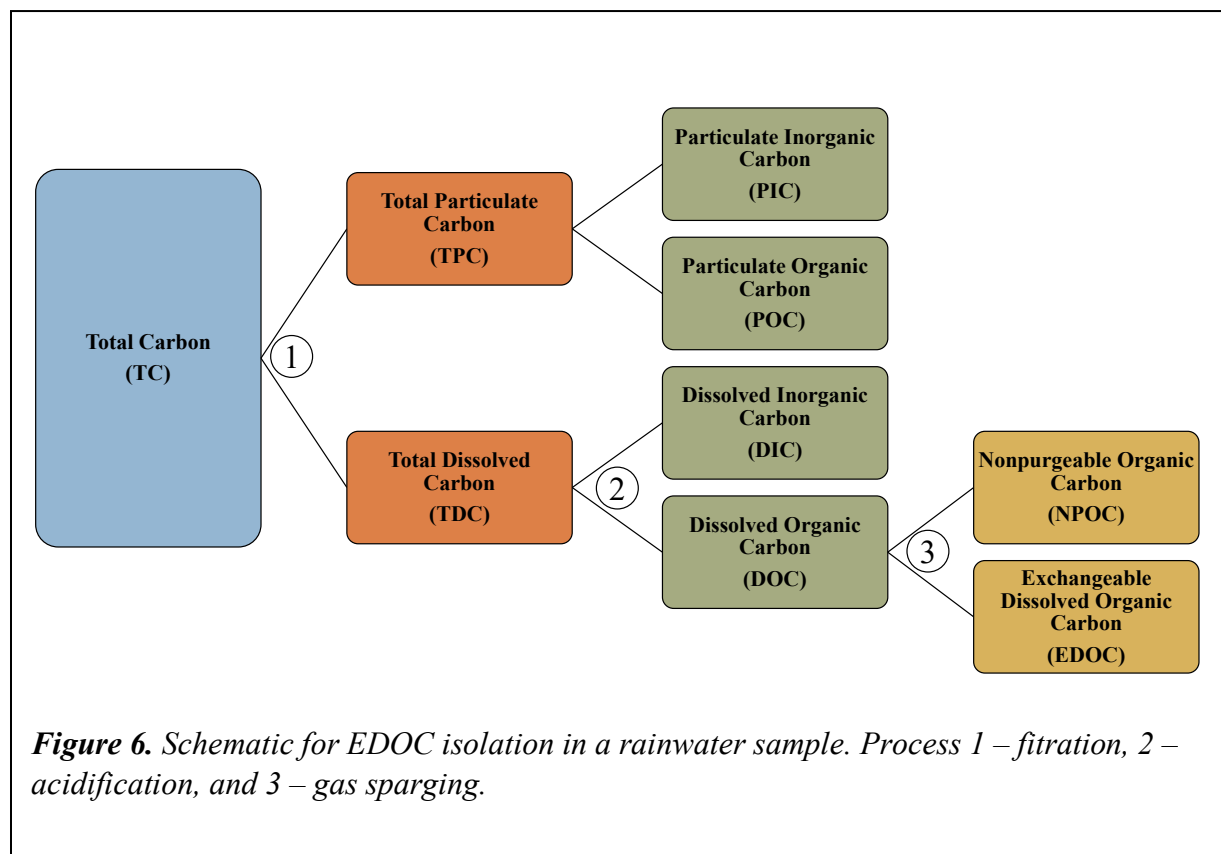 Total Carbon
(TC)
1
Total Particulate
Carbon
(TPC)
Total Dissolved
Carbon
(TDC)
2
Particulate Inorganic
Carbon
(PIC)
Particulate Organic
Carbon
(POC)
Dissolved Inorganic
Carbon
(DIC)
Dissolved Organic
Carbon
(DOC)
3
Nonpurgeable Organic
Carbon
(NPOC)
Exchangeable
Dissolved Organic
Carbon
(EDOC)
Figure 6. Schematic for EDOC isolation in a rainwater sample. Process 1 – fitration, 2 –
acidification, and 3 – gas sparging.